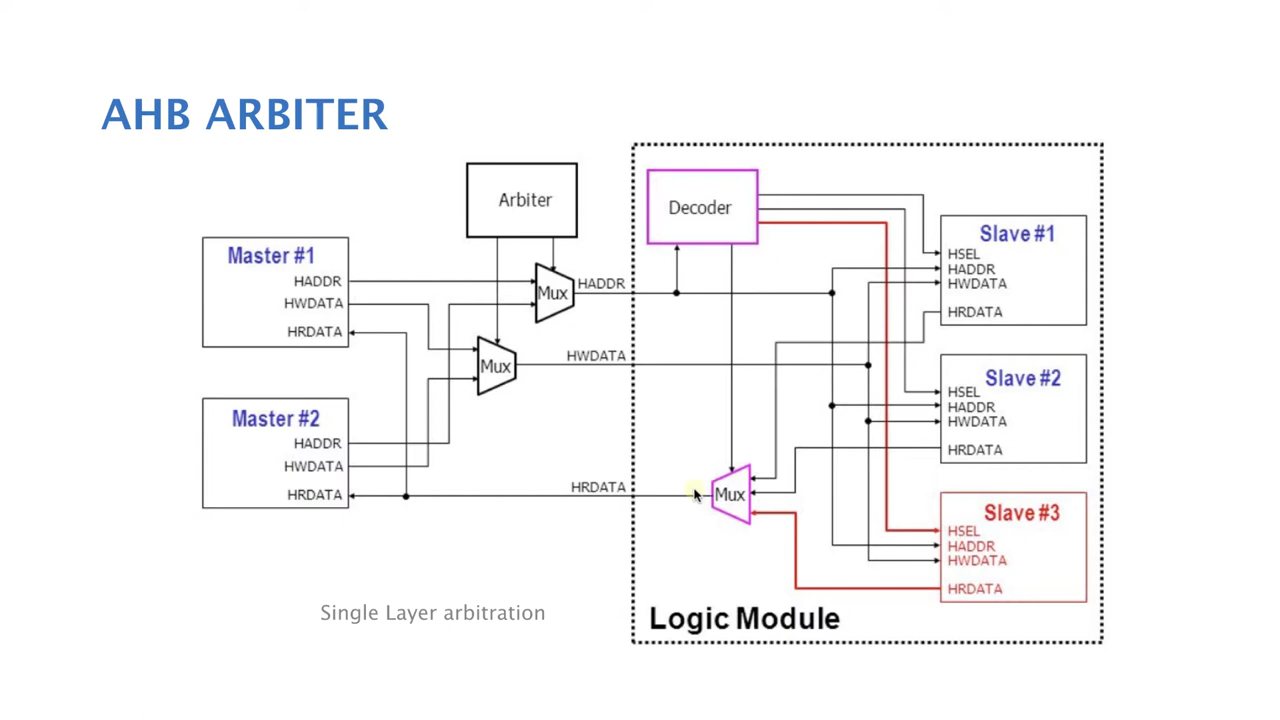 AHB ARBITER
Arbiter
Decoder
Master #1
HADDR
HWDATA
HRDATA
Master #2
HADDR
HWDATA
HRDATA
Mux
HADDR
Mux
HWDATA
HRDATA
Mux
Slave #1
HSEL
HADDR
HWDATA
HRDATA
Slave #2
HSEL
HADDR
HWDATA
HRDATA
Slave #3
HSEL
HADDR
HWDATA
HRDATA
Single Layer arbitration
Logic Module